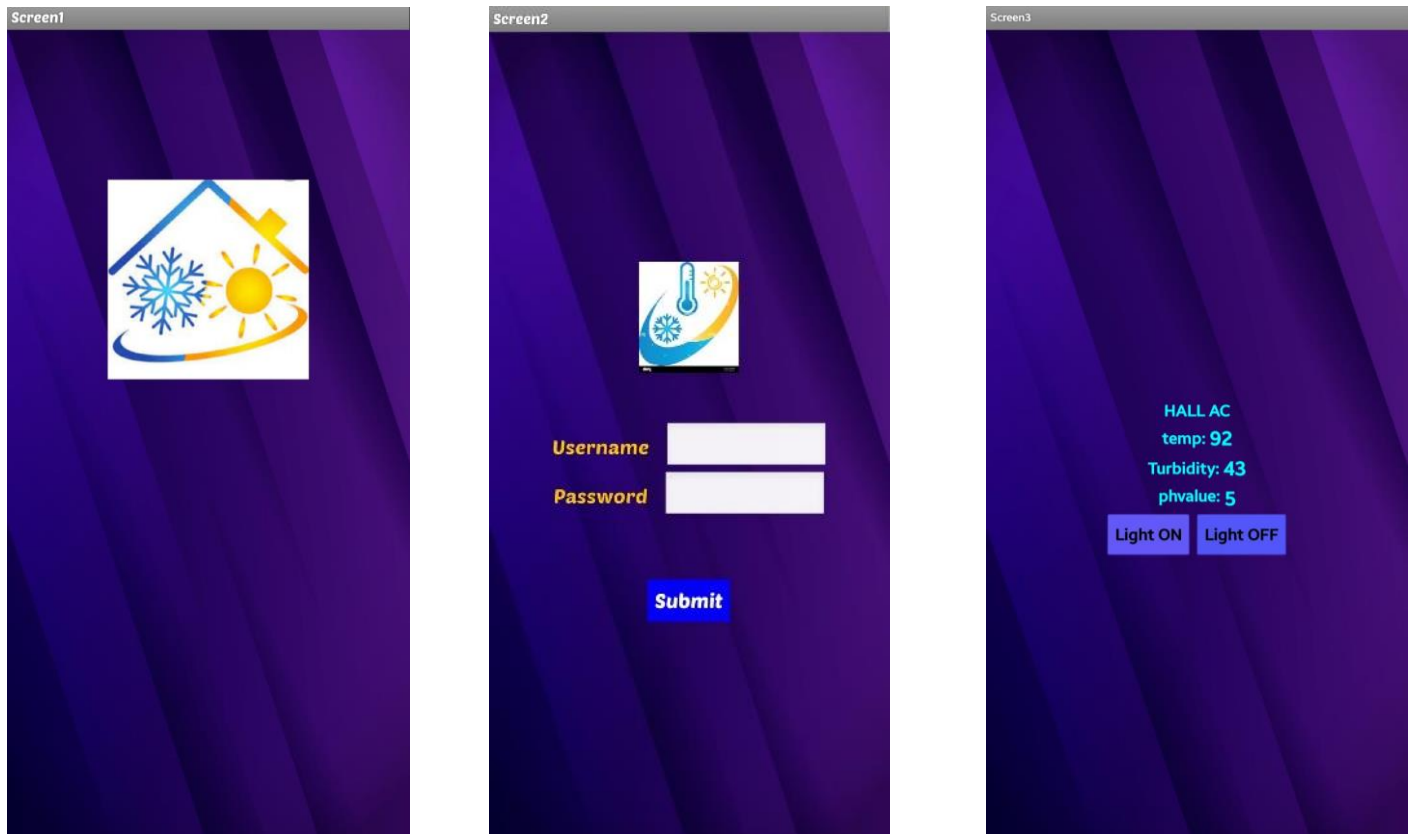 Screen1
Screen2
Username
Password
Submit
Screen3
HALL AC
temp: 92
Turbidity: 43
phvalue: 5
Light ON Light OFF